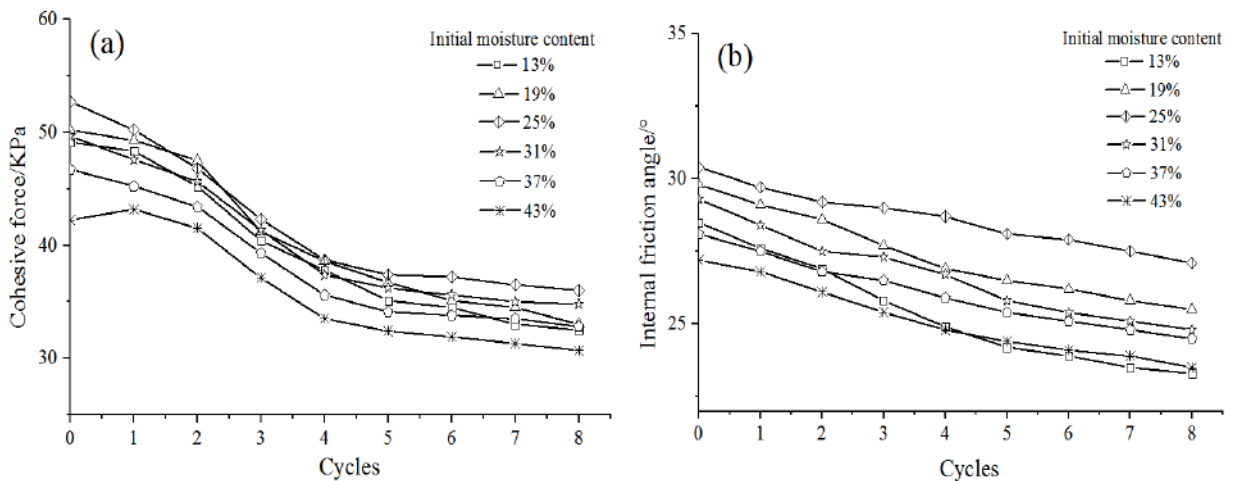 (a)
Initial moisture content
13%
19%
25%
31%
37%
43%
Cohesive force/KPa
60
50
40
30
0 1 2 3 4 5 6 7 8
Cycles
(b)
Initial moisture content
13%
19%
25%
31%
37%
43%
Internal friction angle/°
35
30
25
0 1 2 3 4 5 6 7 8
Cycles